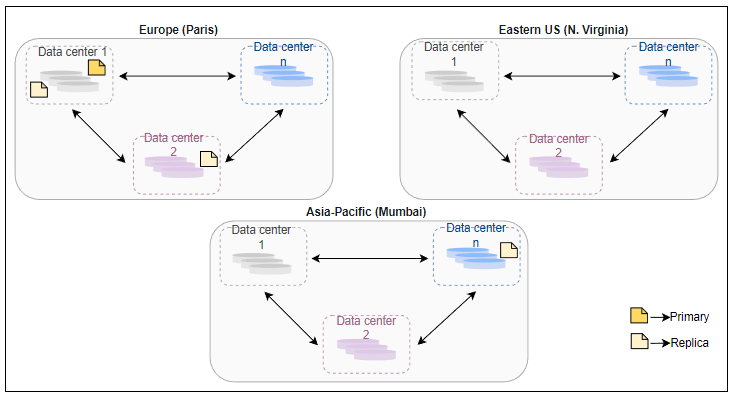 Europe (Paris)
Eastern US (N. Virginia)
Data center 1
Data center
n
Data center
1
Data center
n
Data center
2
Data center
2
Asia-Pacific (Mumbai)
Data center
1
Data center
n
Data center
2
Primary
Replica